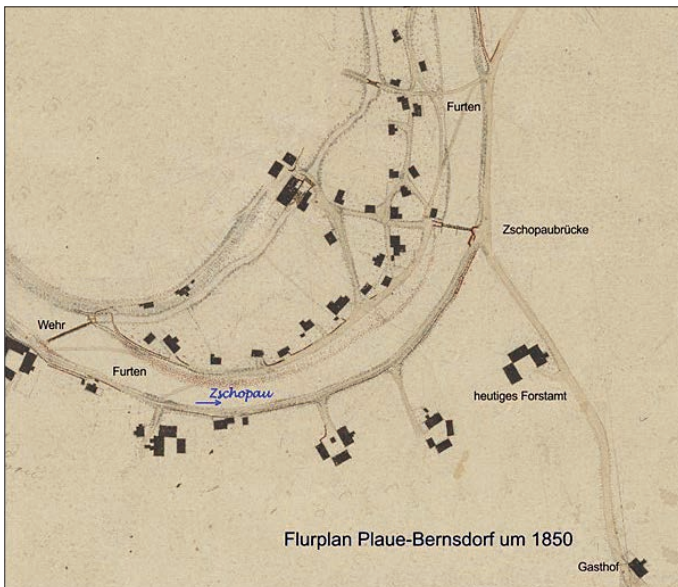 Furten
Zschopaubrücke
Wehr
Furten
Zschopau
heutiges Forstamt
Flurplan Plaue-Bernsdorf um 1850
Gasthof